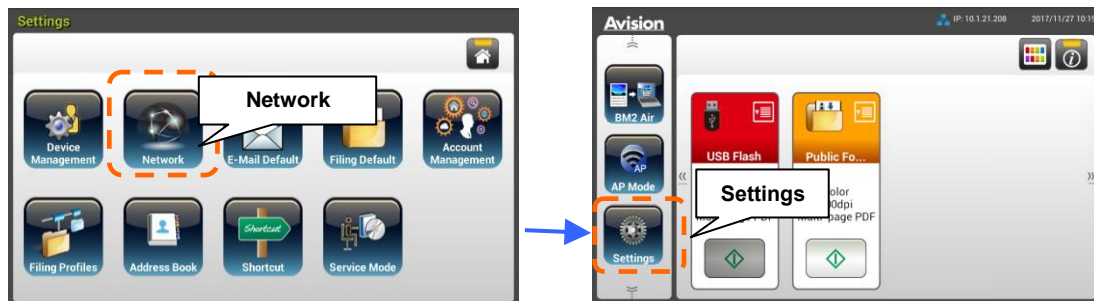 Settings
Network
Device
Management
Network
E-Mail Default
Filing Default
Account
Management
Filing Profiles
Address Book
Shortcut
Shortcut
Service Mode
Avision
IP: 10.1.21.208
2017/11/27 10:19
BM2 Air
AP
AP Mode
Settings
Settings
USB Flash
Public Fo...
page PDF